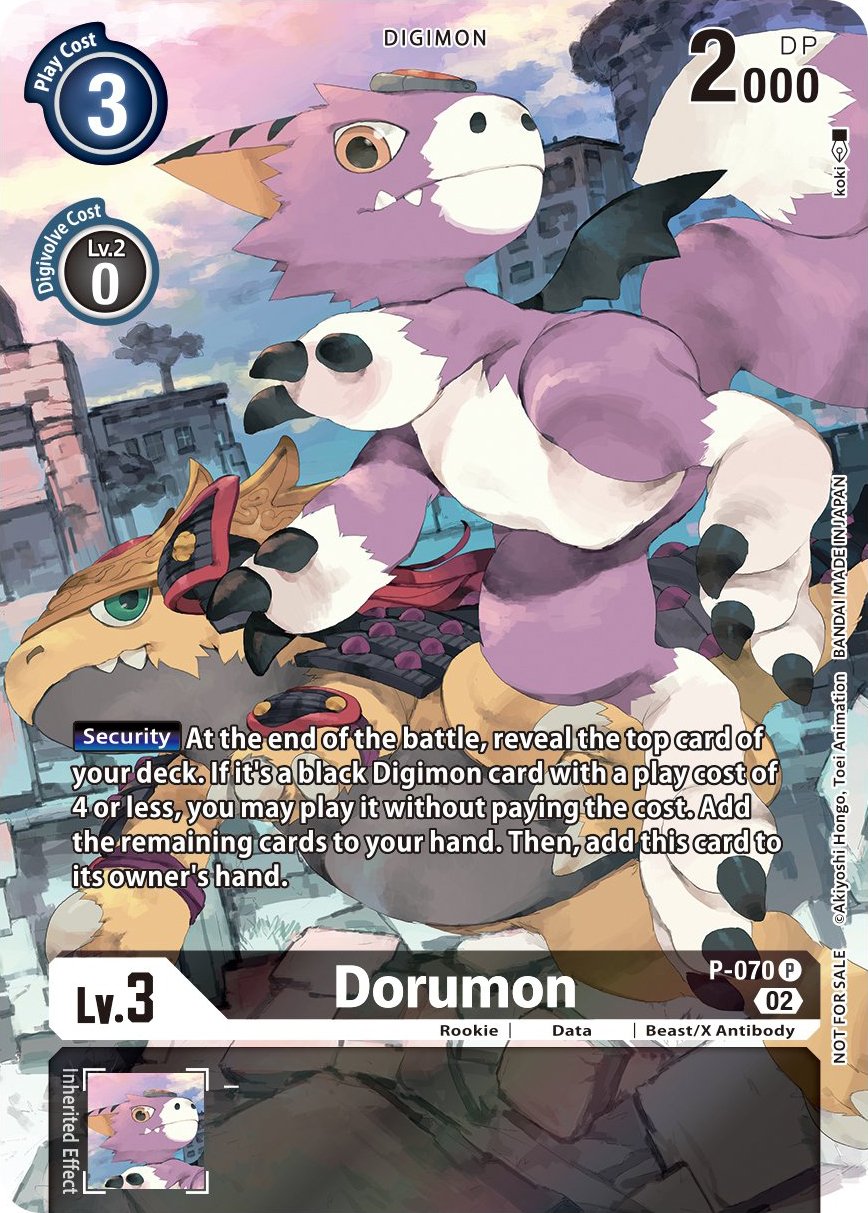 DIGIMON
Play Cost
3
DP
2000
koki
Digivolve Cost
Lv.2
0
BANDAI MADE IN JAPAN
©Akiyoshi Hongo, Toei Animation
NOT FOR SALE
Security At the end of the battle, reveal the top card of
your deck. If it's a black Digimon card with a play cost of
4 or less, you may play it without paying the cost. Add
the remaining cards to your hand. Then, add this card to
its owner's hand.
Lv.3
Dorumon
P-070 P
02
Rookie | Data | Beast/X Antibody
Inherited Effect
–